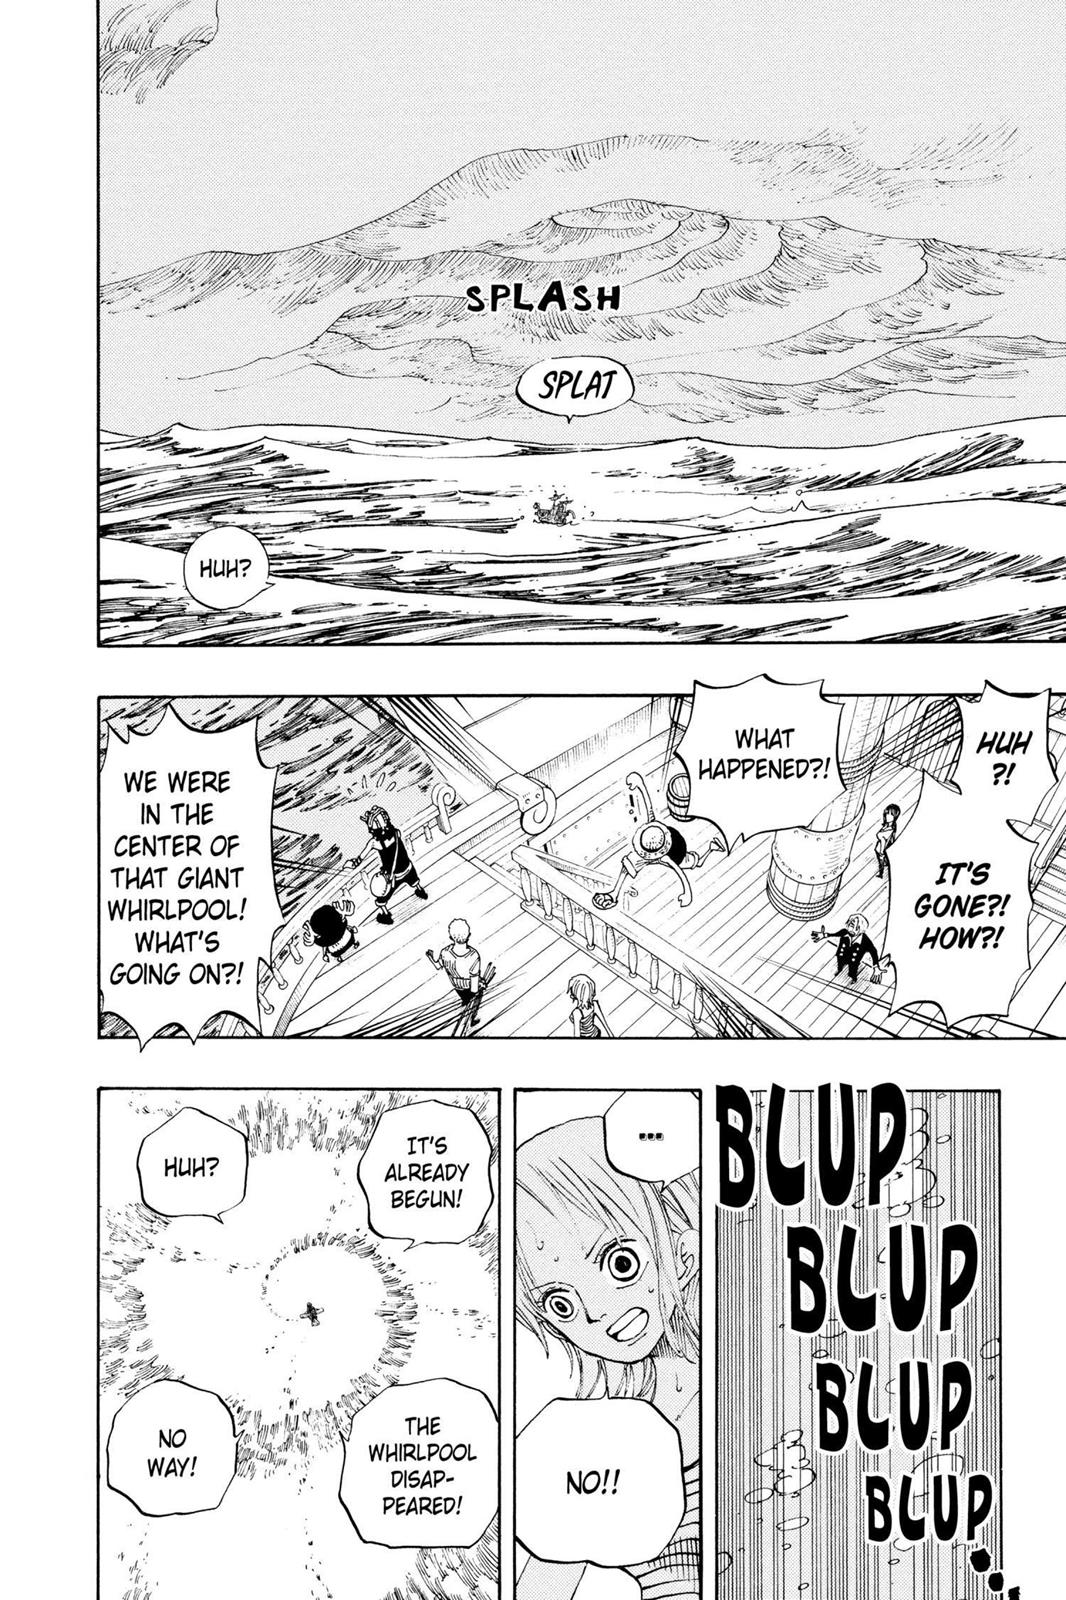 SPLASH
SPLAT
HUH?
HUH
?!
IT'S
GONE?!
HOW?!
WHAT
HAPPENED?!
WE WERE
IN THE
CENTER OF
THAT GIANT
WHIRLPOOL!
WHAT'S
GOING ON?!
BLUP
BLUP
BLUP
BLUP
...
NO!!
IT'S
ALREADY
BEGUN!
HUH?
THE
WHIRLPOOL
DISAP-
PEARED!
NO
WAY!